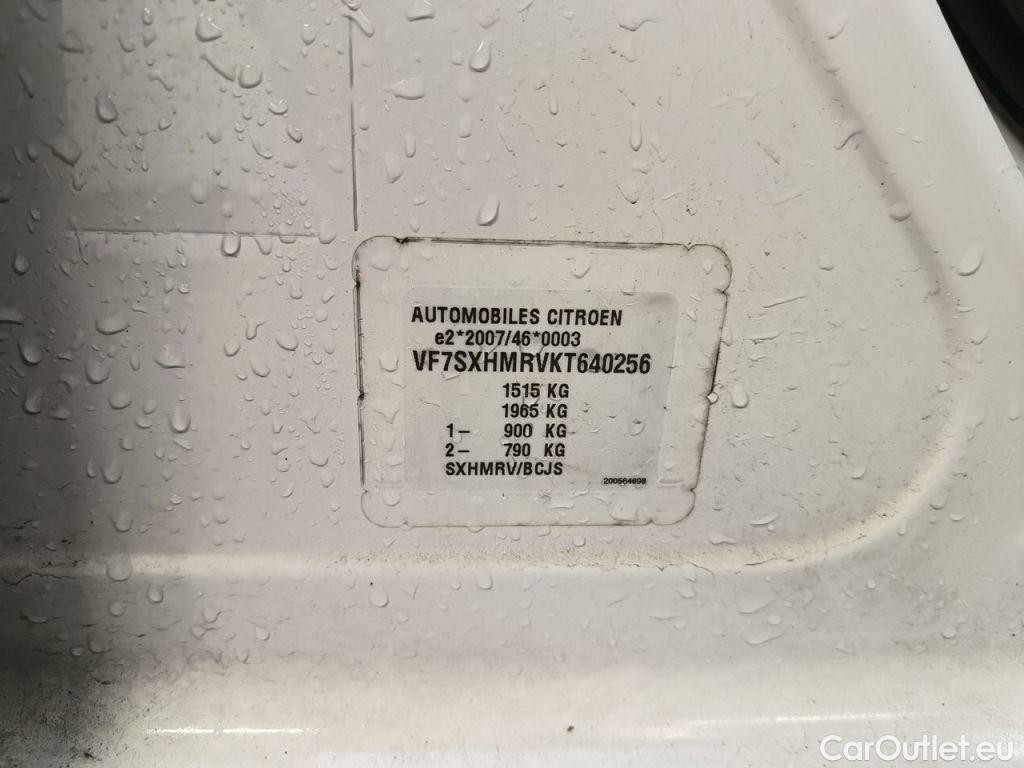 AUTOMOBILES CITROEN
e2*2007/46*0003
VF7SXHMRVKT640256
1515 KG
1965 KG
1- 900 KG
2- 790 KG
SXHMRV/BCJS
200564698
CarOutlet.eu